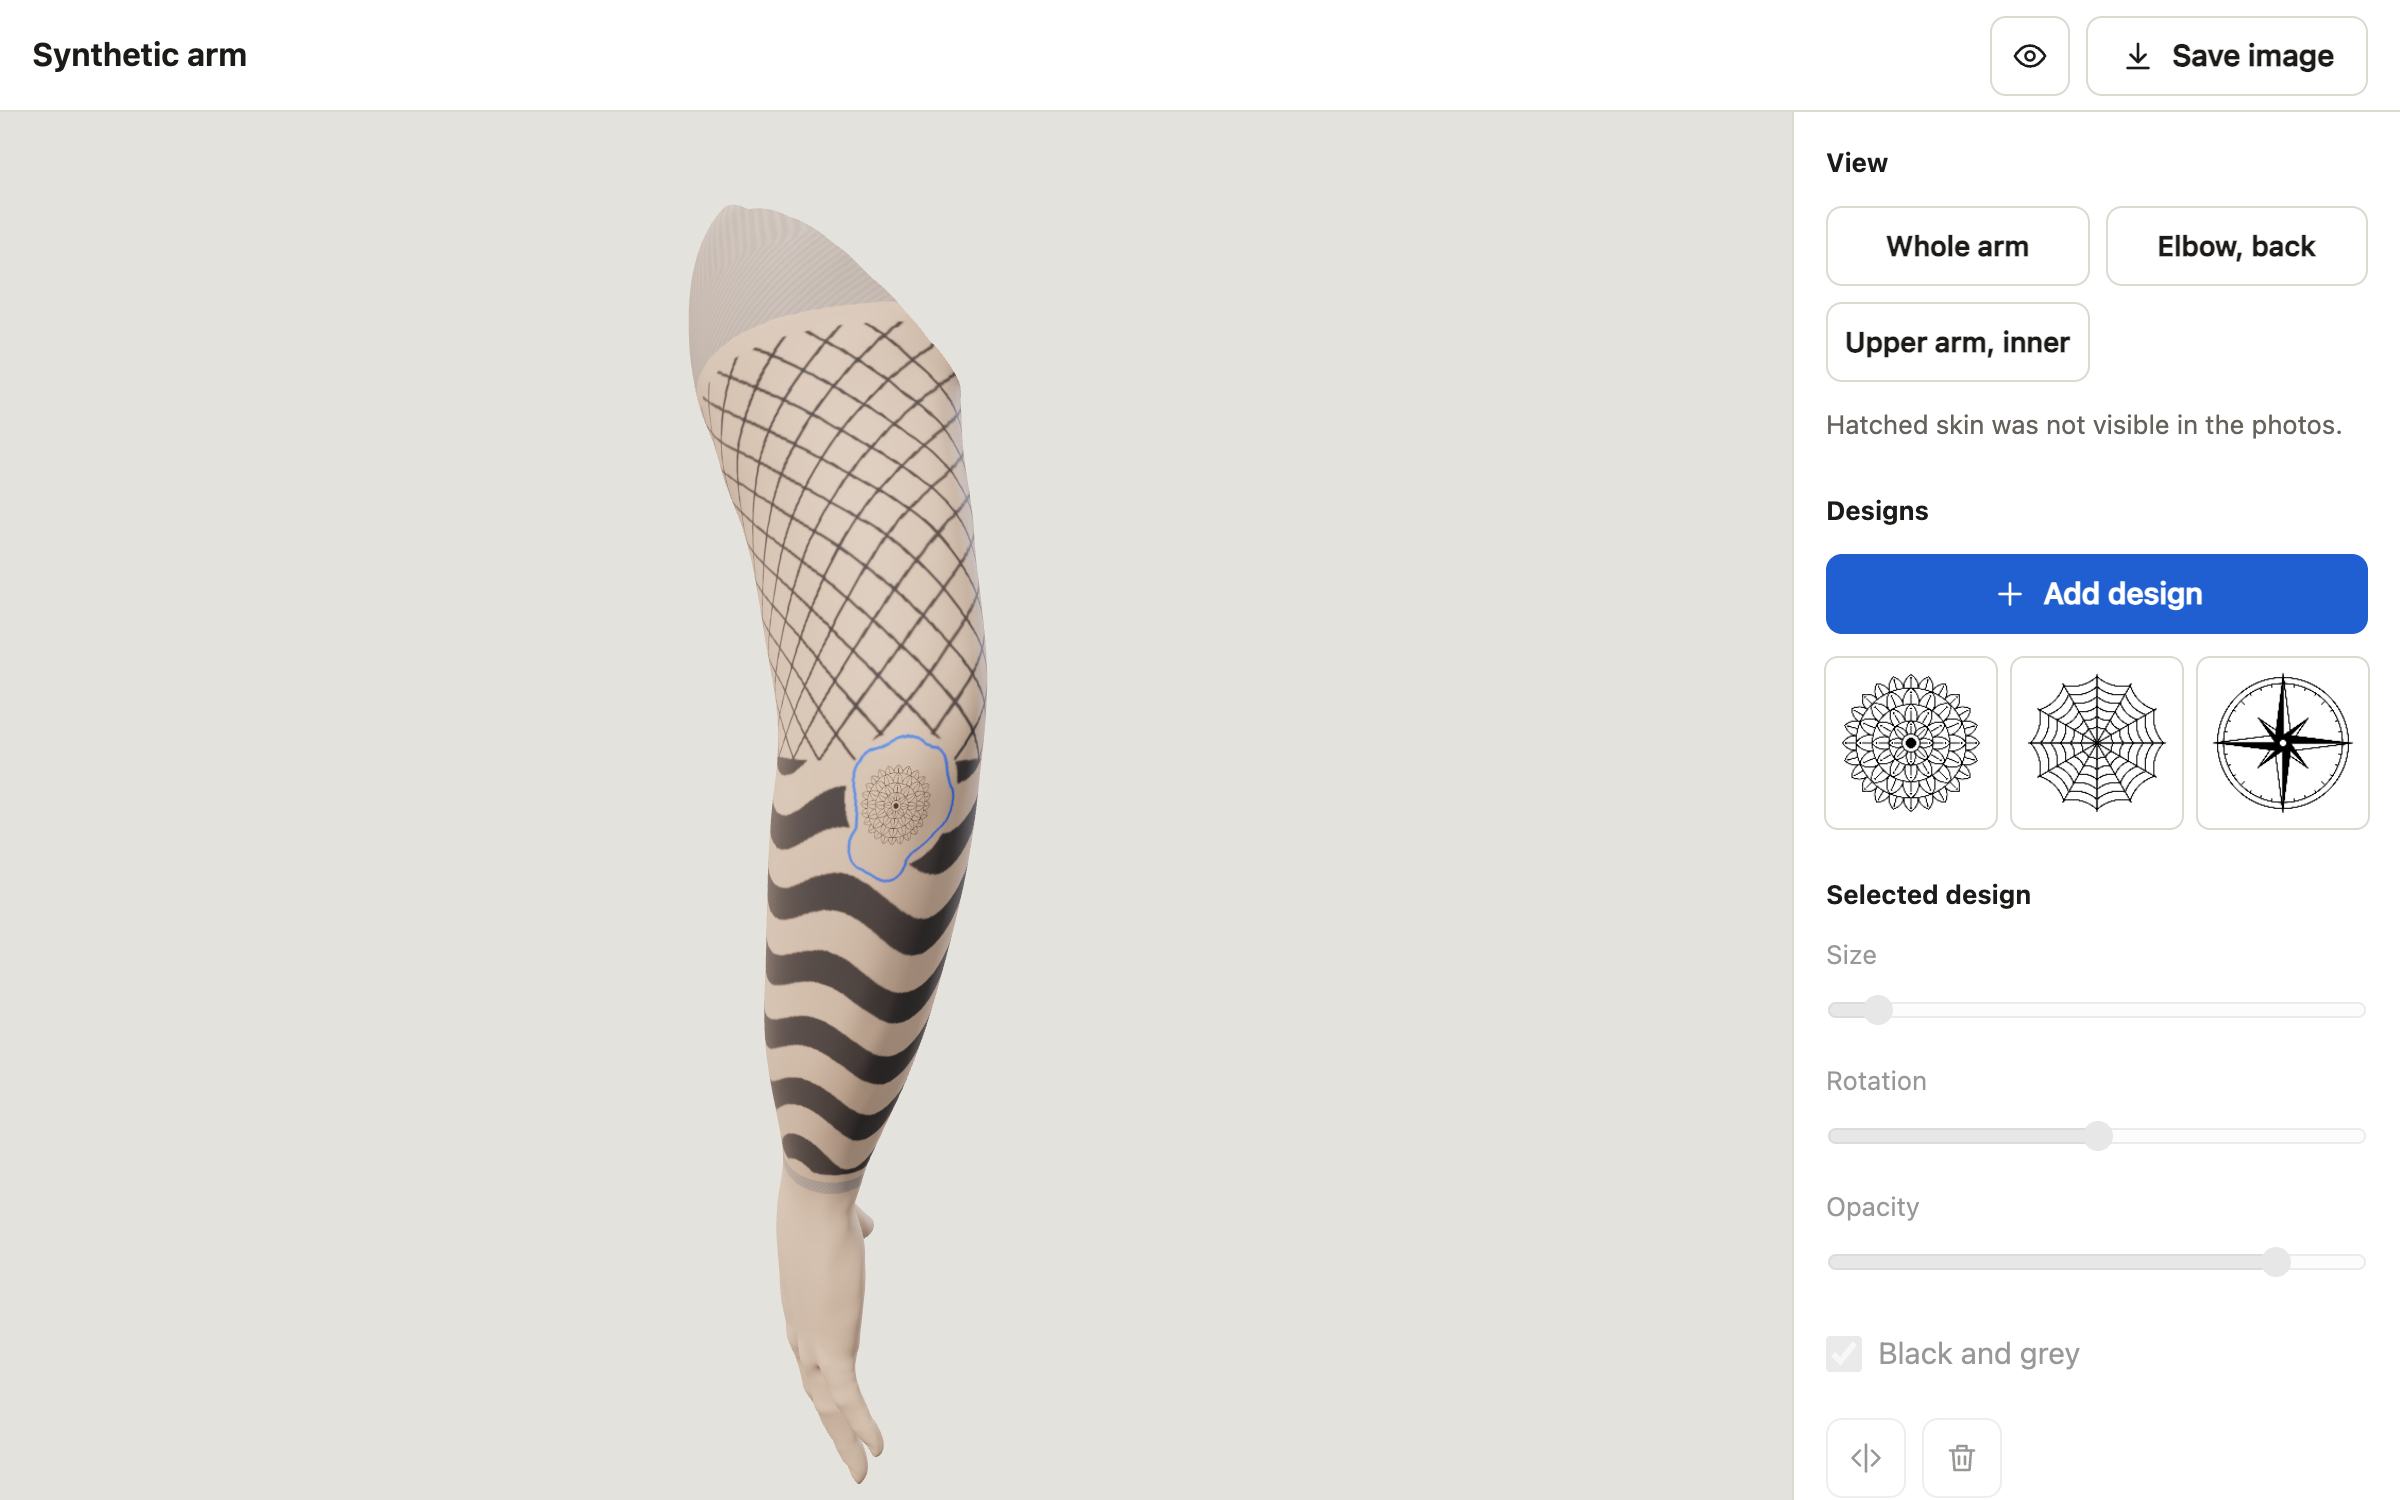 Synthetic arm
Save image
View
Whole arm
Elbow, back
Upper arm, inner
Hatched skin was not visible in the photos.
Designs
Add design
Selected design
Size
Rotation
Opacity
Black and grey